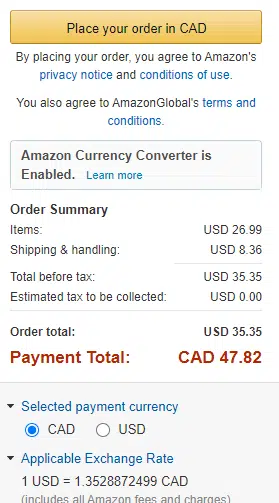 Place your order in CAD
By placing your order, you agree to Amazon's
privacy notice and conditions of use.
You also agree to AmazonGlobal's terms and
conditions.
Amazon Currency Converter is
Enabled. Learn more
Order Summary
Items: USD 26.99
Shipping & handling: USD 8.36
Total before tax: USD 35.35
Estimated tax to be collected: USD 0.00
Order total: USD 35.35
Payment Total: CAD 47.82
Selected payment currency
CAD USD
Applicable Exchange Rate
1 USD = 1.3528872499 CAD
(includes all Amazon fees and charges)